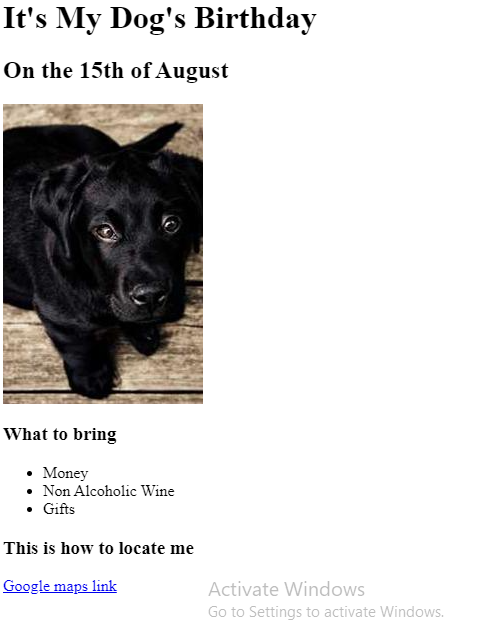 It's My Dog's Birthday
On the 15th of August
What to bring
Money
Non Alcoholic Wine
Gifts
This is how to locate me
Google maps link
Activate Windows
Go to Settings to activate Windows.